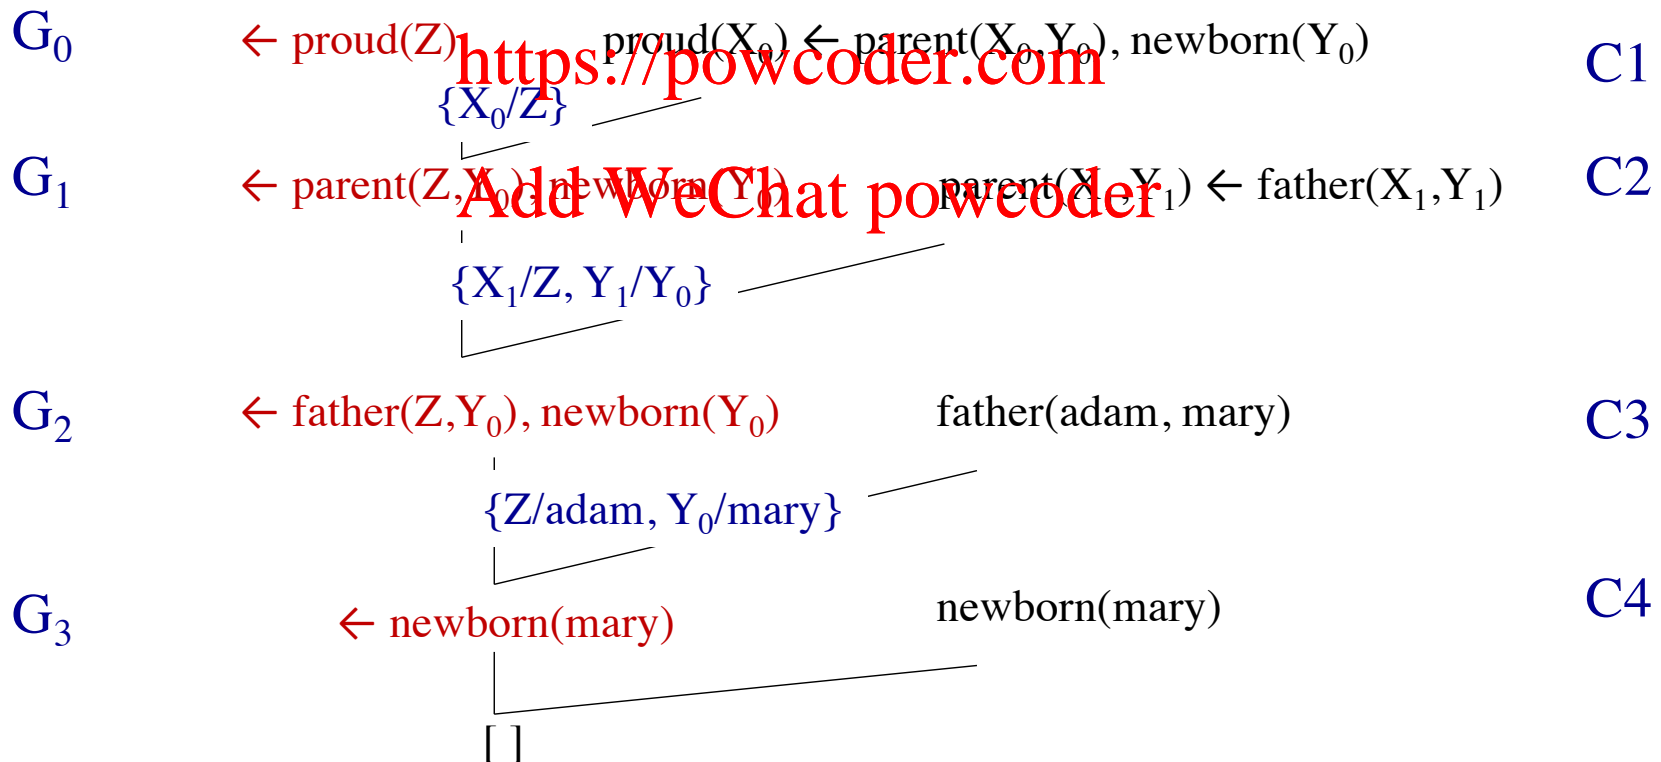 G₀ ← proud(Z) proud(X₀) ← parent(X₀,Y₀), newborn(Y₀) C1
https://powcoder.com
{X₀/Z}
G₁ ← parent(Z,Y₀), newborn(Y₀) parent(X₁,Y₁) ← father(X₁,Y₁) C2
Add WeChat powcoder
{X₁/Z, Y₁/Y₀}
G₂ ← father(Z,Y₀), newborn(Y₀) father(adam, mary) C3
{Z/adam, Y₀/mary}
G₃ ← newborn(mary) newborn(mary) C4
[ ]